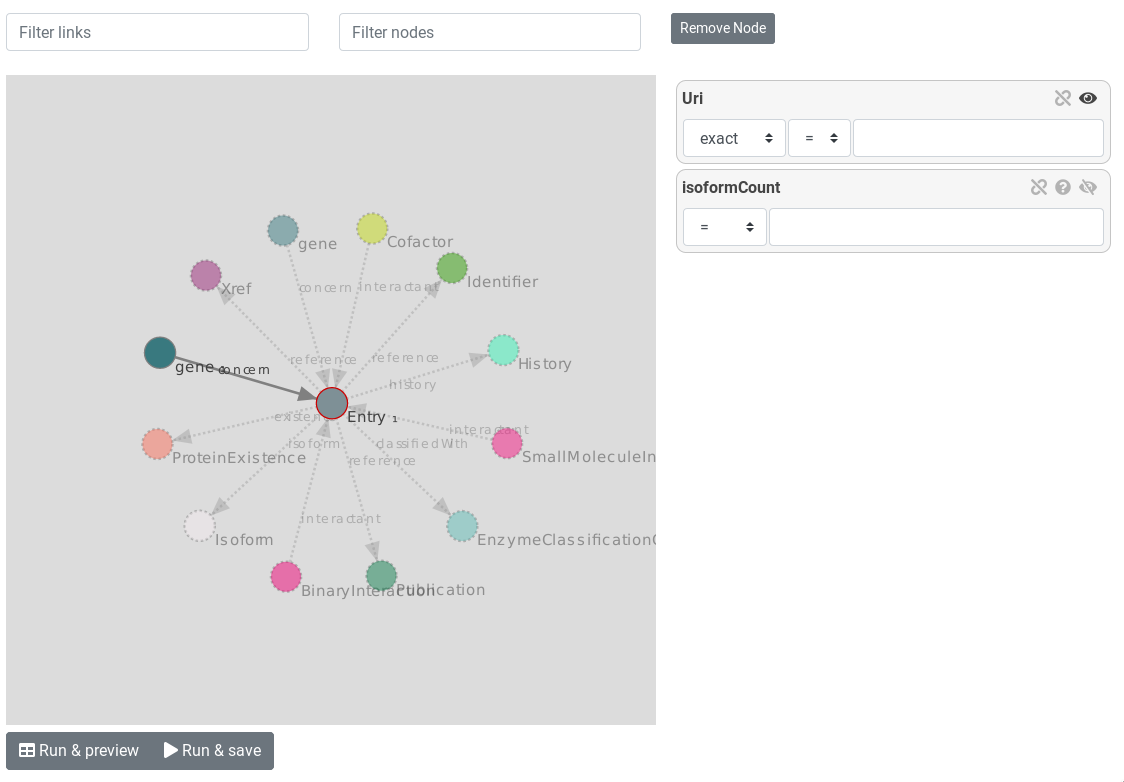 Filter links
Filter nodes
Remove Node
Uri
exact
=
isoformCount
=
gene
Cofactor
Xref
Identifier
concern
interactant
gene
concern
reference
reference
History
history
Entry 1
interactant
ProteinExistence
Isoform
classifiedWith
SmallMoleculeIn
reference
Isoform
interactant
EnzymeClassification
BinaryInteraction
Publication
Run & preview
Run & save